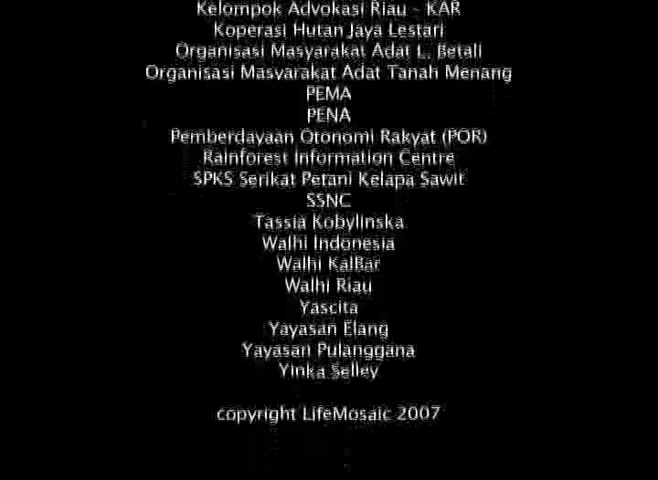 Kelompok Advokasi Riau - KAR
Koperasi Hutan Jaya Lestari
Organisasi Masyarakat Adat L. Betali
Organisasi Masyarakat Adat Tanah Menang
PEMA
PENA
Pemberdayaan Otonomi Rakyat (POR)
Rainforest Information Centre
SPKS Serikat Petani Kelapa Sawit
SSNC
Tassia Kobylinska
Walhi Indonesia
Walhi KalBar
Walhi Riau
Yascita
Yayasan Elang
Yayasan Pulanggana
Yinka Selley
copyright LifeMosaic 2007